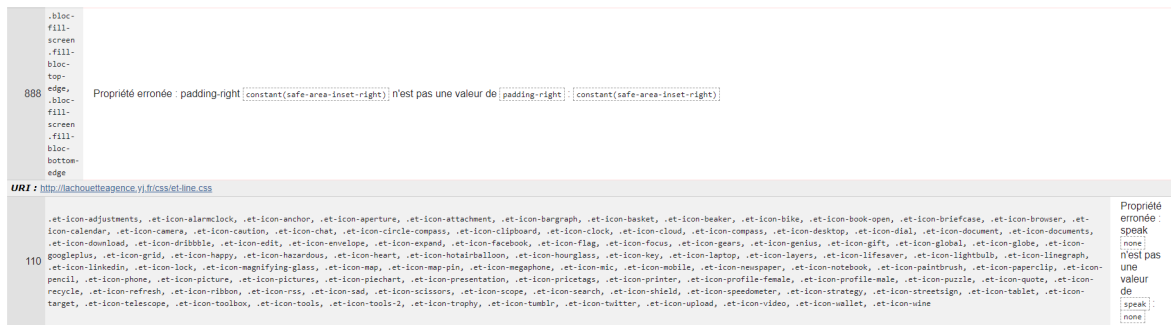 .bloc-
fill-
screen
.fill-
bloc-
top-
edge,
888 .bloc- Propriété erronée : padding-right constant(safe-area-inset-right) n'est pas une valeur de padding-right : constant(safe-area-inset-right)
fill-
screen
.fill-
bloc-
bottom-
edge
URI : http://lachouetteagence.yj.fr/css/et-line.css
110
.et-icon-adjustments, .et-icon-alarmclock, .et-icon-anchor, .et-icon-aperture, .et-icon-attachment, .et-icon-bargraph, .et-icon-basket, .et-icon-beaker, .et-icon-bike, .et-icon-book-open, .et-icon-briefcase, .et-icon-browser, .et-
icon-calendar, .et-icon-camera, .et-icon-caution, .et-icon-chat, .et-icon-circle-compass, .et-icon-clipboard, .et-icon-clock, .et-icon-cloud, .et-icon-compass, .et-icon-desktop, .et-icon-dial, .et-icon-document, .et-icon-documents,
.et-icon-download, .et-icon-dribbble, .et-icon-edit, .et-icon-envelope, .et-icon-expand, .et-icon-facebook, .et-icon-flag, .et-icon-focus, .et-icon-gears, .et-icon-genius, .et-icon-gift, .et-icon-global, .et-icon-globe, .et-icon-
googleplus, .et-icon-grid, .et-icon-happy, .et-icon-hazardous, .et-icon-heart, .et-icon-hotairballoon, .et-icon-hourglass, .et-icon-key, .et-icon-laptop, .et-icon-layers, .et-icon-lifesaver, .et-icon-lightbulb, .et-icon-linegraph,
.et-icon-linkedin, .et-icon-lock, .et-icon-magnifying-glass, .et-icon-map, .et-icon-map-pin, .et-icon-megaphone, .et-icon-mic, .et-icon-mobile, .et-icon-newspaper, .et-icon-notebook, .et-icon-paintbrush, .et-icon-paperclip, .et-icon-
pencil, .et-icon-phone, .et-icon-picture, .et-icon-pictures, .et-icon-piechart, .et-icon-presentation, .et-icon-pricetags, .et-icon-printer, .et-icon-profile-female, .et-icon-profile-male, .et-icon-puzzle, .et-icon-quote, .et-icon-
recycle, .et-icon-refresh, .et-icon-ribbon, .et-icon-rss, .et-icon-sad, .et-icon-scissors, .et-icon-scope, .et-icon-search, .et-icon-shield, .et-icon-speedometer, .et-icon-strategy, .et-icon-streetsign, .et-icon-tablet, .et-icon-
target, .et-icon-telescope, .et-icon-toolbox, .et-icon-tools, .et-icon-tools-2, .et-icon-trophy, .et-icon-tumblr, .et-icon-twitter, .et-icon-upload, .et-icon-video, .et-icon-wallet, .et-icon-wine
Propriété
erronée :
speak
none
n'est pas
une
valeur
de
speak :
none